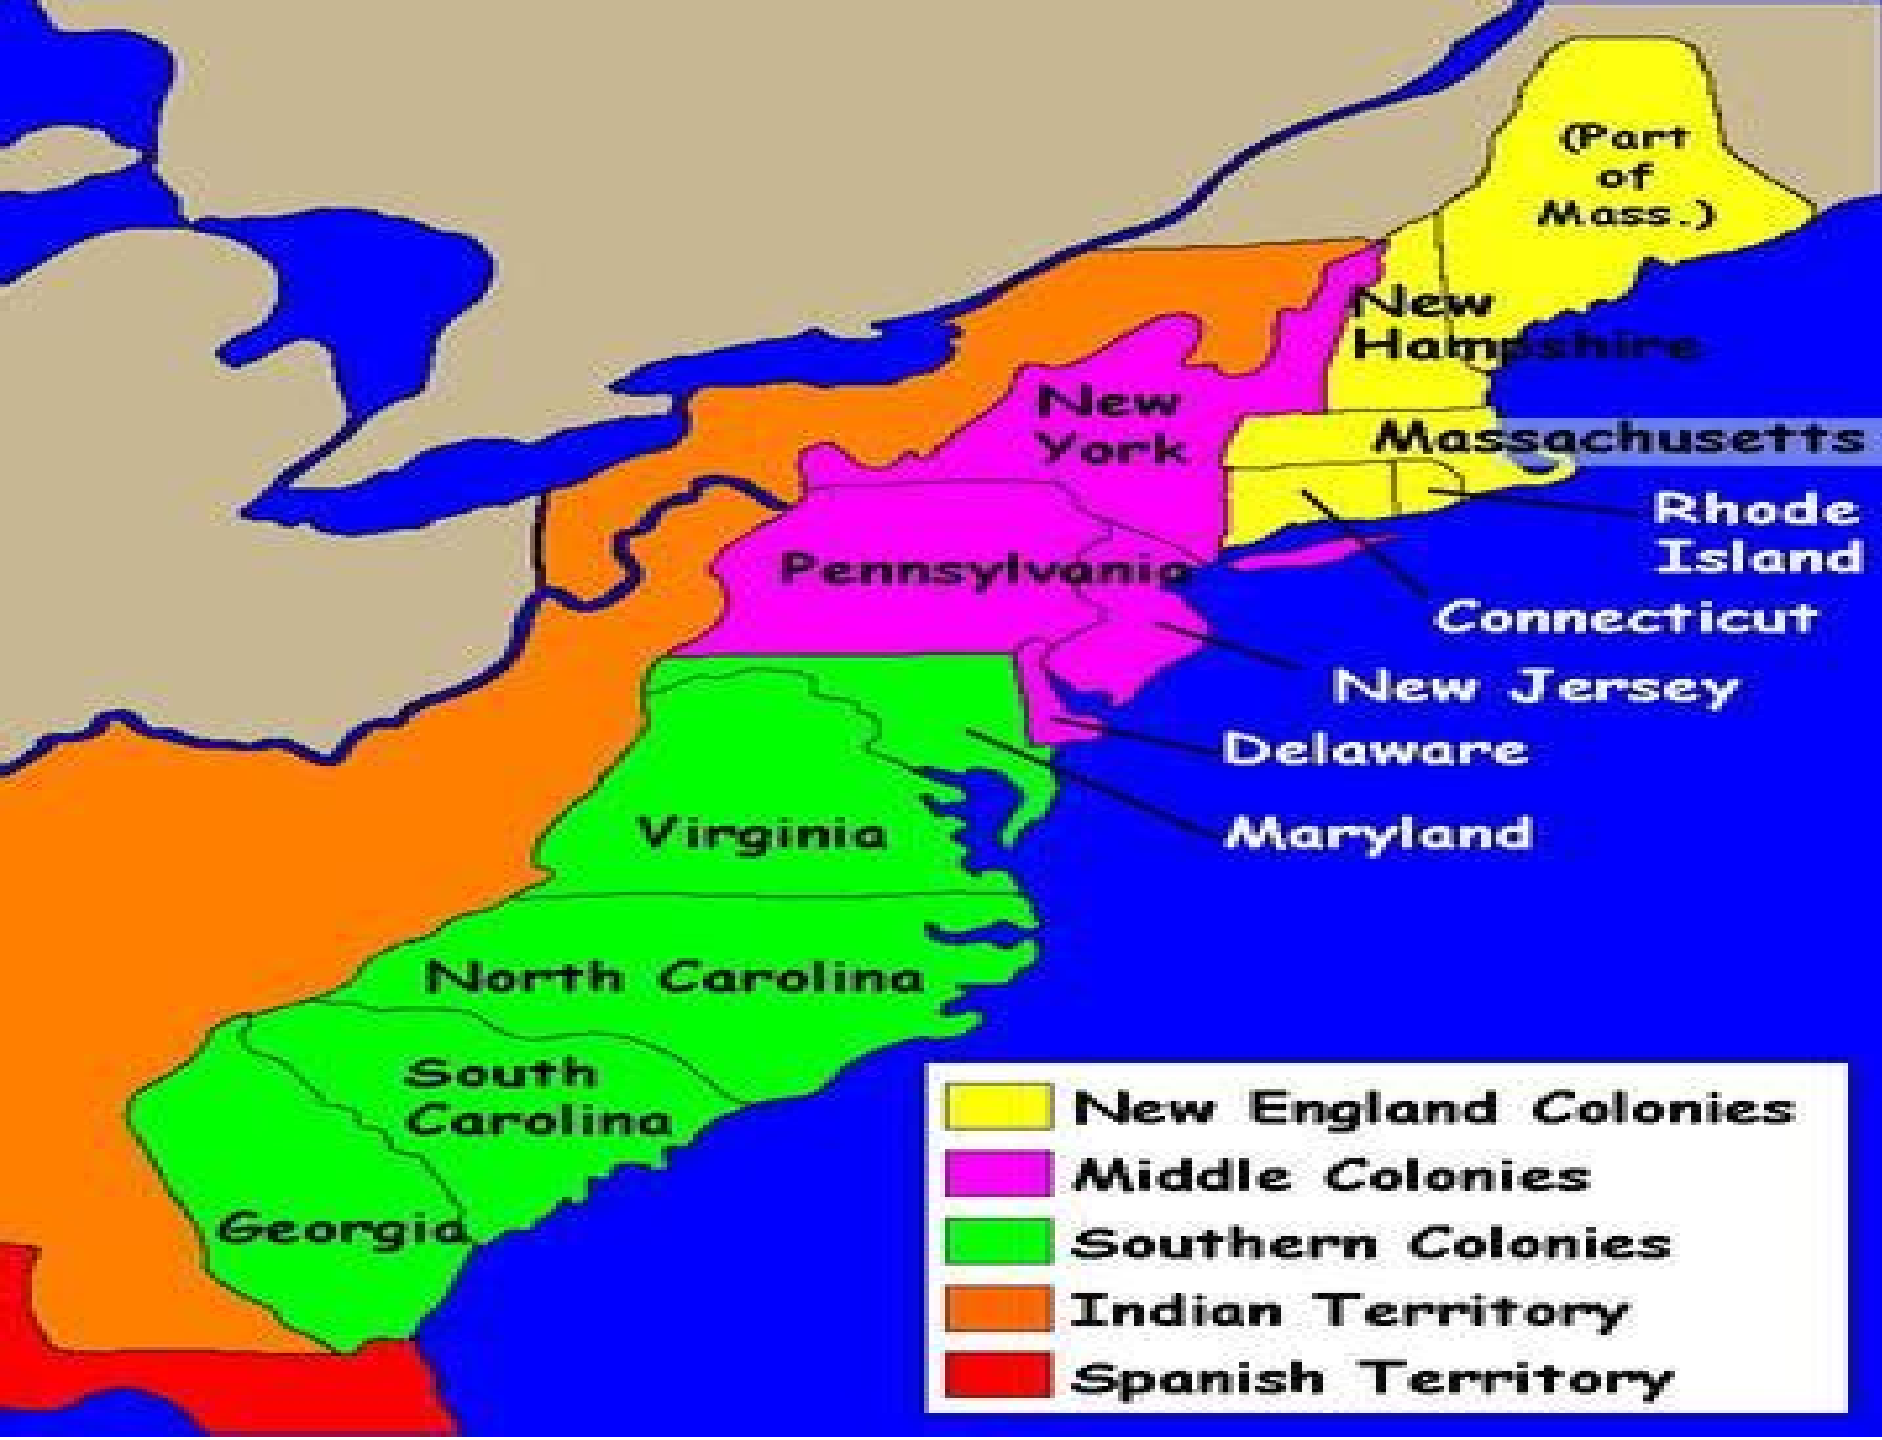 (Part
of
Mass.)
New
Hampshire
New
York
Massachusetts
Rhode
Island
Pennsylvania
Connecticut
New Jersey
Delaware
Maryland
Virginia
North Carolina
South
Carolina
Georgia
New England Colonies
Middle Colonies
Southern Colonies
Indian Territory
Spanish Territory